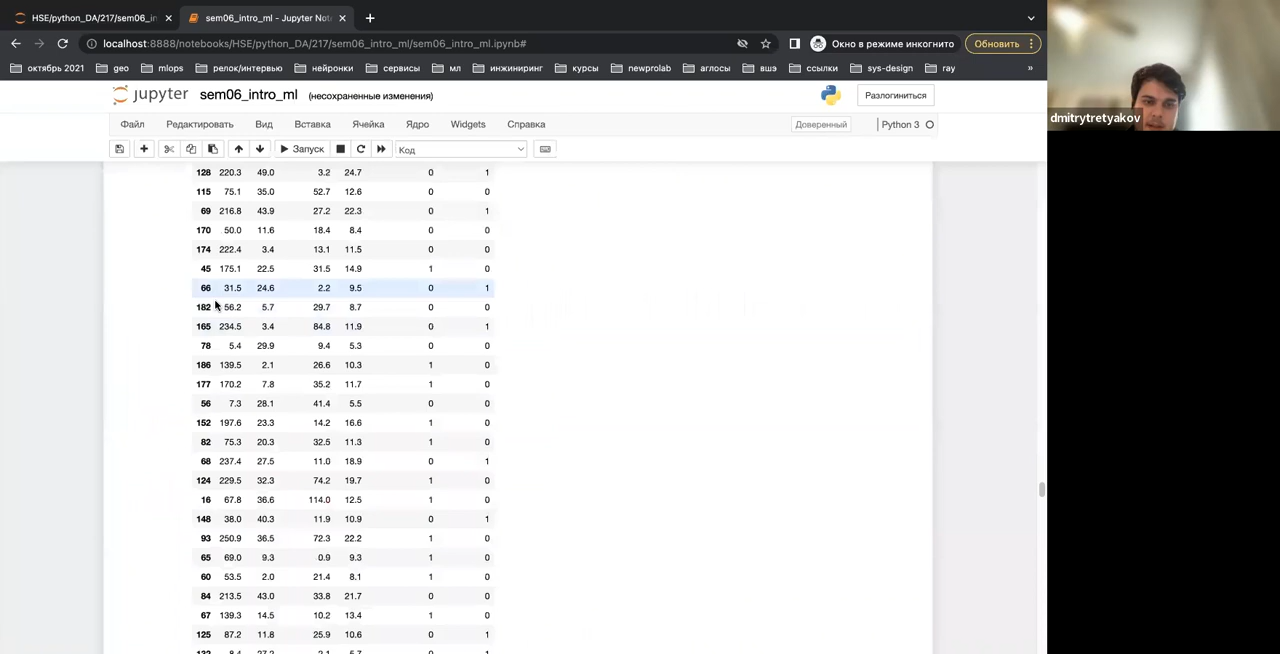 HSE/python_DA/217/sem06_in
sem06_intro_ml - Jupyter Not
localhost:8888/notebooks/HSE/python_DA/217/sem06_intro_ml/sem06_intro_ml.ipynb#
Окно в режиме инкогнито
Обновить
октябрь 2021 geo mlops релок/интервью нейронки сервисы мл инжиниринг курсы newprolab аглосы вшэ ссылки sys-design ray »
jupyter sem06_intro_ml (несохраненные изменения)
Разлогиниться
Файл Редактировать Вид Вставка Ячейка Ядро Widgets Справка
Доверенный Python 3
Запуск Код
128 220.3 49.0 3.2 24.7 0 1
115 75.1 35.0 52.7 12.6 0 0
69 216.8 43.9 27.2 22.3 0 1
170 50.0 11.6 18.4 8.4 0 0
174 222.4 3.4 13.1 11.5 0 0
45 175.1 22.5 31.5 14.9 1 0
66 31.5 24.6 2.2 9.5 0 1
182 56.2 5.7 29.7 8.7 0 0
165 234.5 3.4 84.8 11.9 0 1
78 5.4 29.9 9.4 5.3 0 0
186 139.5 2.1 26.6 10.3 1 0
177 170.2 7.8 35.2 11.7 1 0
56 7.3 28.1 41.4 5.5 0 0
152 197.6 23.3 14.2 16.6 1 0
82 75.3 20.3 32.5 11.3 1 0
68 237.4 27.5 11.0 18.9 0 1
124 229.5 32.3 74.2 19.7 1 0
16 67.8 36.6 114.0 12.5 1 0
148 38.0 40.3 11.9 10.9 0 1
93 250.9 36.5 72.3 22.2 1 0
65 69.0 9.3 0.9 9.3 1 0
60 53.5 2.0 21.4 8.1 1 0
84 213.5 43.0 33.8 21.7 0 0
67 139.3 14.5 10.2 13.4 1 0
125 87.2 11.8 25.9 10.6 0 1
132 8.4 27.2 2.1 5.7 0 1
dmitrytretyakov